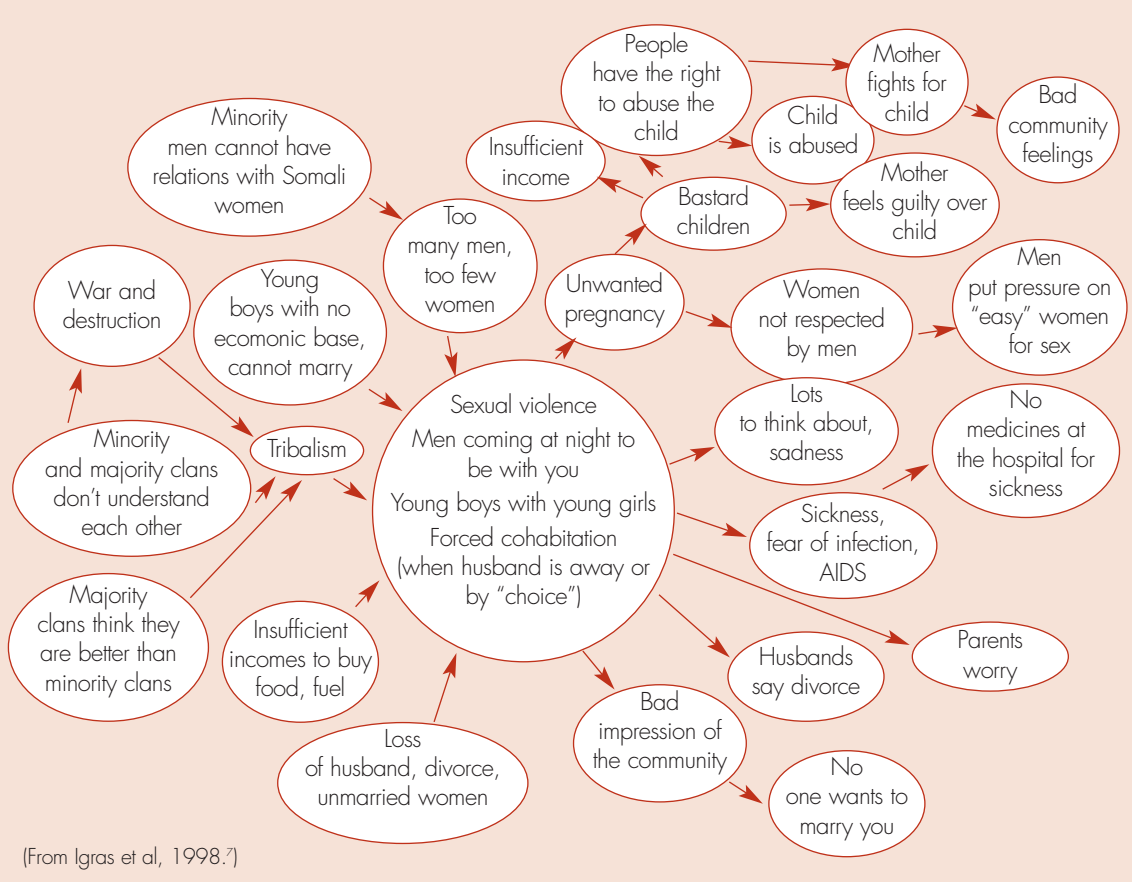 Minority
men cannot have
relations with Somali
women
Too
many men,
too few
women
War and
destruction
Young
boys with no
ecomonic base,
cannot marry
Minority
and majority clans
don't understand
each other
Tribalism
Majority
clans think they
are better than
minority clans
Insufficient
incomes to buy
food, fuel
Loss
of husband, divorce,
unmarried women
Sexual violence
Men coming at night to
be with you
Young boys with young girls
Forced cohabitation
(when husband is away or
by “choice”)
Unwanted
pregnancy
Bastard
children
Insufficient
income
People
have the right
to abuse the
child
Child
is abused
Mother
fights for
child
Bad
community
feelings
Mother
feels guilty over
child
Women
not respected
by men
Men
put pressure on
“easy” women
for sex
Lots
to think about,
sadness
Sickness,
fear of infection,
AIDS
No
medicines at
the hospital for
sickness
Parents
worry
Husbands
say divorce
Bad
impression of
the community
No
one wants to
marry you
(From Igras et al, 1998.7)